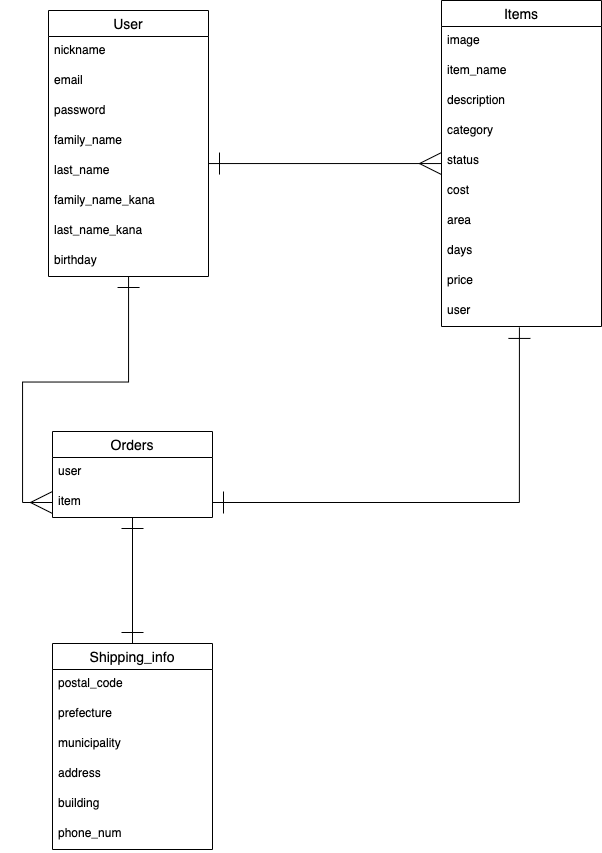 User
nickname
email
password
family_name
last_name
family_name_kana
last_name_kana
birthday
Items
image
item_name
description
category
status
cost
area
days
price
user
Orders
user
item
Shipping_info
postal_code
prefecture
municipality
address
building
phone_num